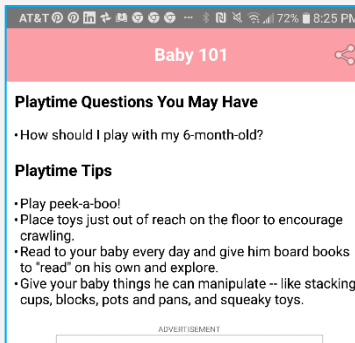 AT&T 72% 8:25 PM
Baby 101
Playtime Questions You May Have
•How should I play with my 6-month-old?
Playtime Tips
•Play peek-a-boo!
•Place toys just out of reach on the floor to encourage
crawling.
•Read to your baby every day and give him board books
to "read" on his own and explore.
•Give your baby things he can manipulate -- like stacking
cups, blocks, pots and pans, and squeaky toys.
ADVERTISEMENT